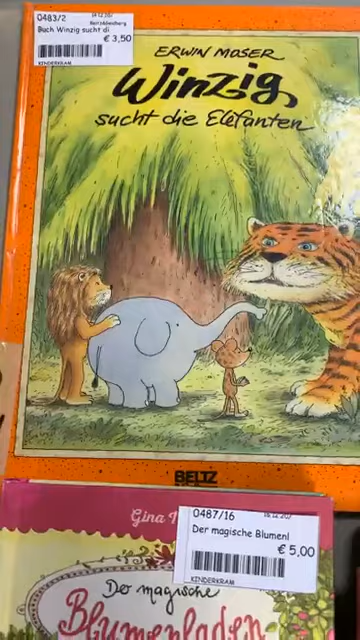 0483/2
Buch Winzig sucht di
€ 3,50
KINDERKRAM
ERWIN MOSER
Winzig
sucht die Elefanten
BELTZ
Gina
0487/16
Der magische Blumenl
€ 5,00
KINDERKRAM
Der magische
Blumenladen